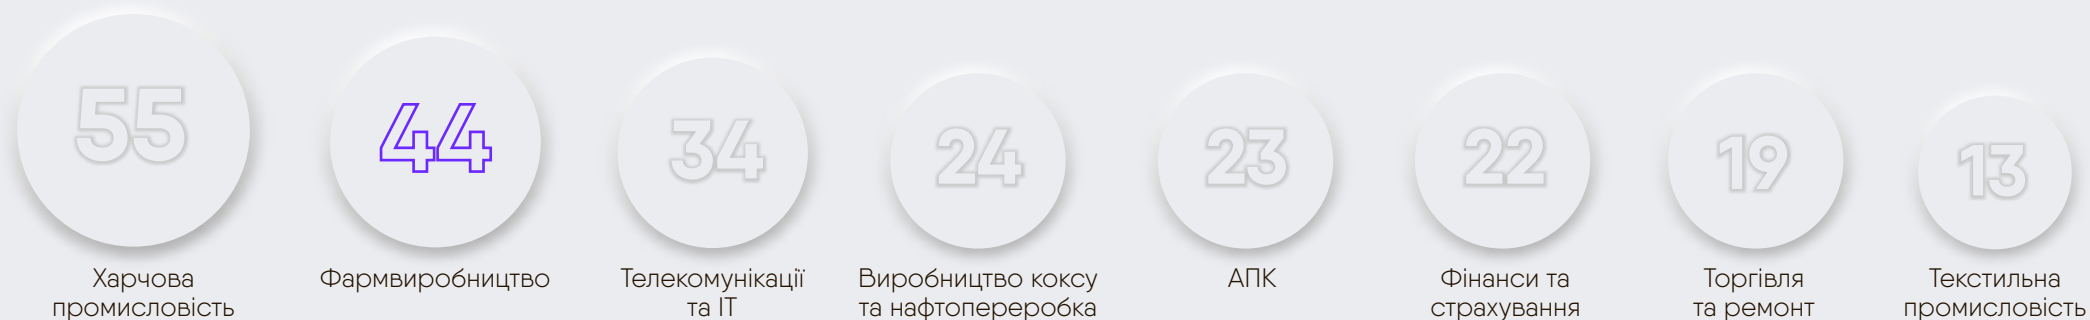 55
44
34
24
23
22
19
13
Харчова
промисловість
Фармвиробництво
Телекомунікації
та ІТ
Виробництво коксу
та нафтопереробка
АПК
Фінанси та
страхування
Торгівля
та ремонт
Текстильна
промисловість